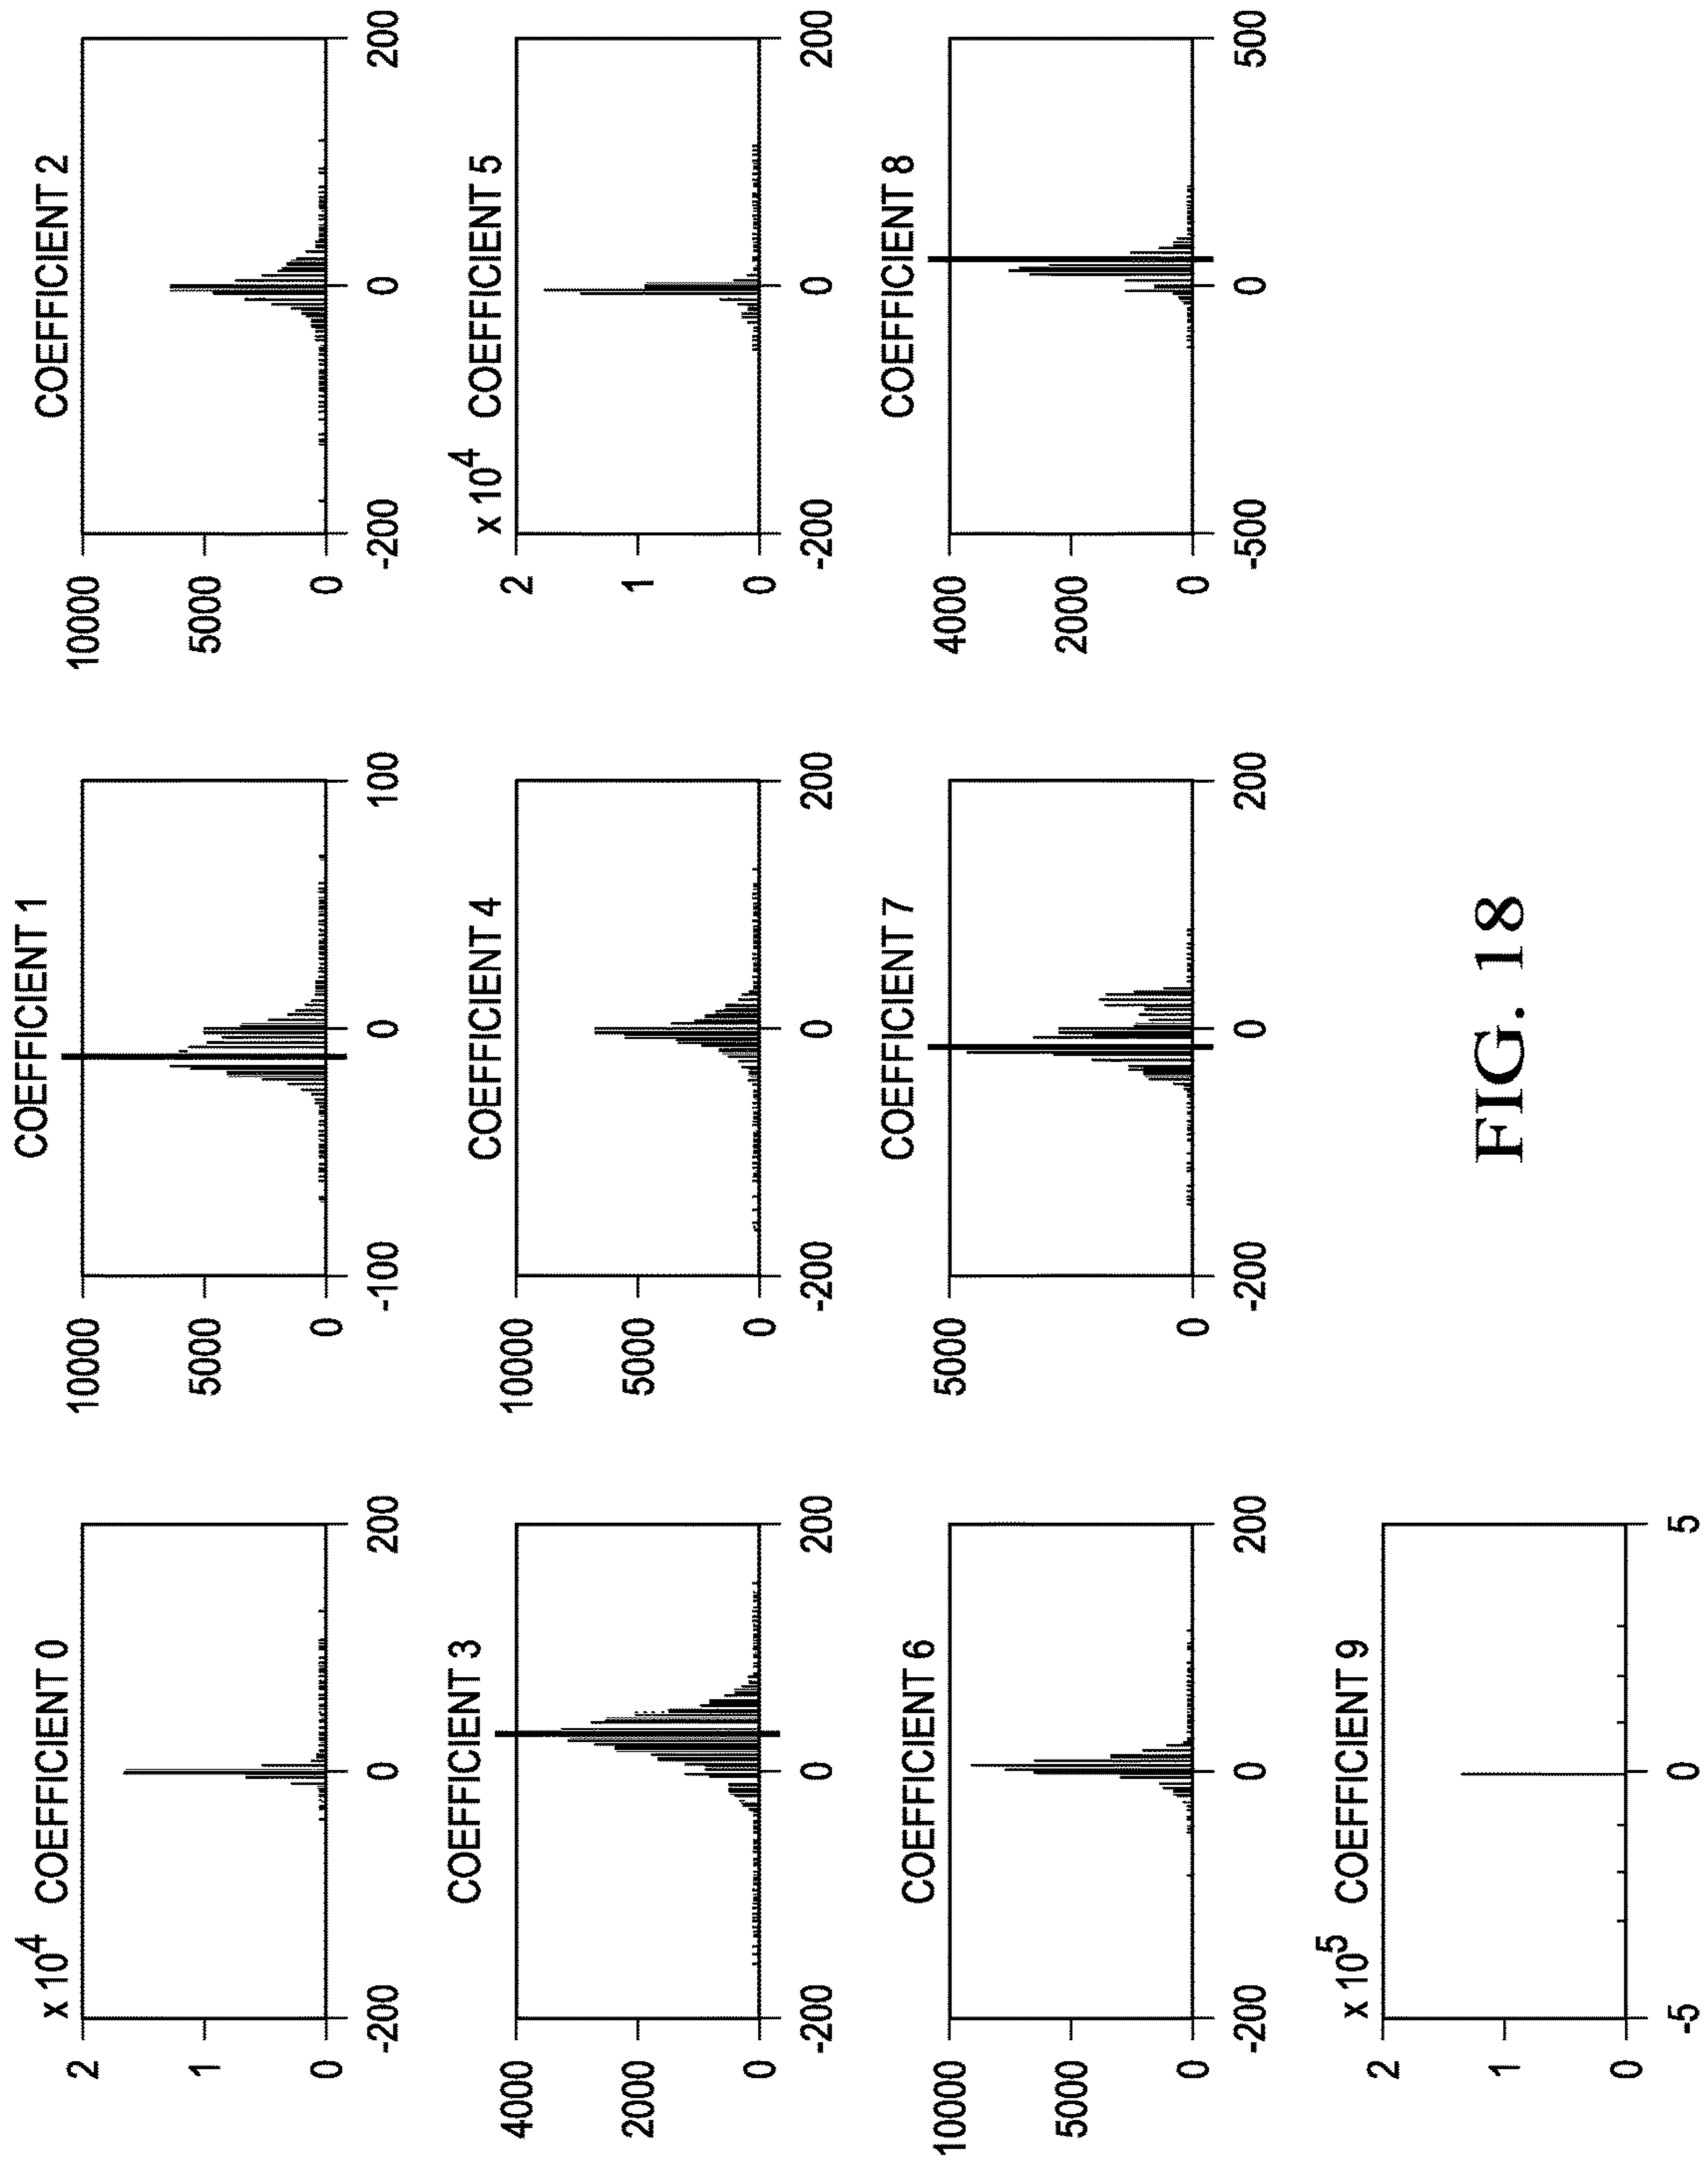 x 10^4 COEFFICIENT 0
2
1
0
-200 0 200
COEFFICIENT 1
10000
5000
0
-100 0 100
COEFFICIENT 2
10000
5000
0
-200 0 200
COEFFICIENT 3
4000
2000
0
-200 0 200
COEFFICIENT 4
10000
5000
0
-200 0 200
x 10^4 COEFFICIENT 5
2
1
0
-200 0 200
COEFFICIENT 6
10000
5000
0
-200 0 200
COEFFICIENT 7
5000
0
-200 0 200
COEFFICIENT 8
4000
2000
0
-500 0 500
x 10^5 COEFFICIENT 9
2
1
0
-5 0 5
FIG. 18